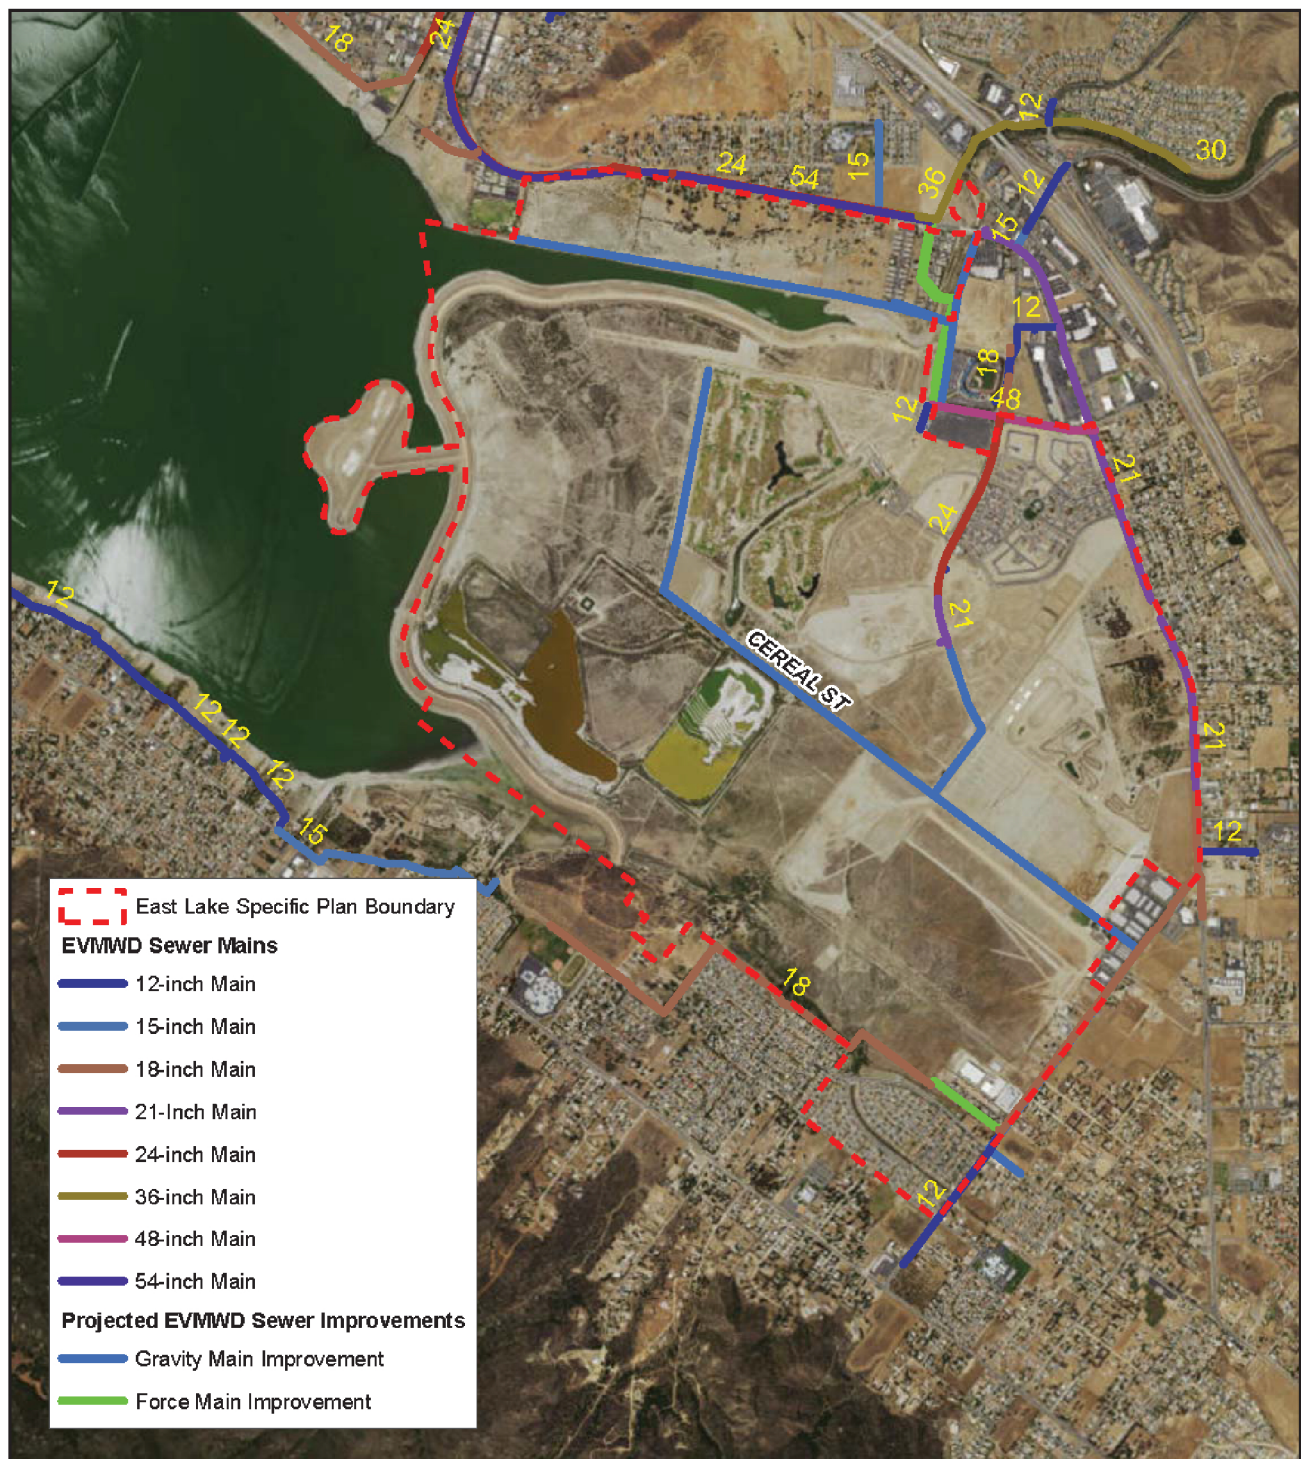 18
24
12
30
24
54
15
36
12
15
12
18
48
12
21
24
21
12
CEREAL ST
12
12
12
21
15
12
18
12
East Lake Specific Plan Boundary
EVMWD Sewer Mains
12-inch Main
15-inch Main
18-inch Main
21-Inch Main
24-inch Main
36-inch Main
48-inch Main
54-inch Main
Projected EVMWD Sewer Improvements
Gravity Main Improvement
Force Main Improvement